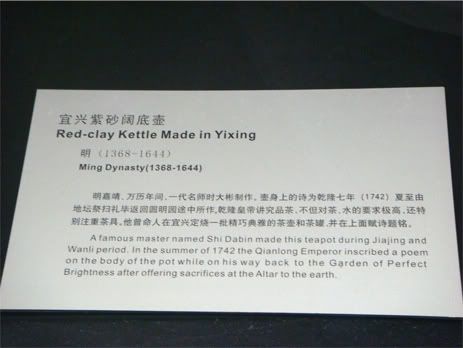 宜兴紫砂阔底壶
Red-clay Kettle Made in Yixing
明（1368-1644）
Ming Dynasty(1368-1644)
明嘉靖、万历年间，一代名师时大彬制作。壶身上的诗为乾隆七年（1742）夏至由
地坛祭扫礼毕返回圆明园途中所作，乾隆皇帝讲究品茶，不但对茶、水的要求极高，还特
别注重茶具。他曾命人在宜兴定烧一批精巧典雅的茶壶和茶罐，并在上面赋诗题铭。
A famous master named Shi Dabin made this teapot during Jiajing and
Wanli period. In the summer of 1742 the Qianlong Emperor inscribed a poem
on the body of the pot while on his way back to the Garden of Perfect
Brightness after offering sacrifices at the Altar to the earth.